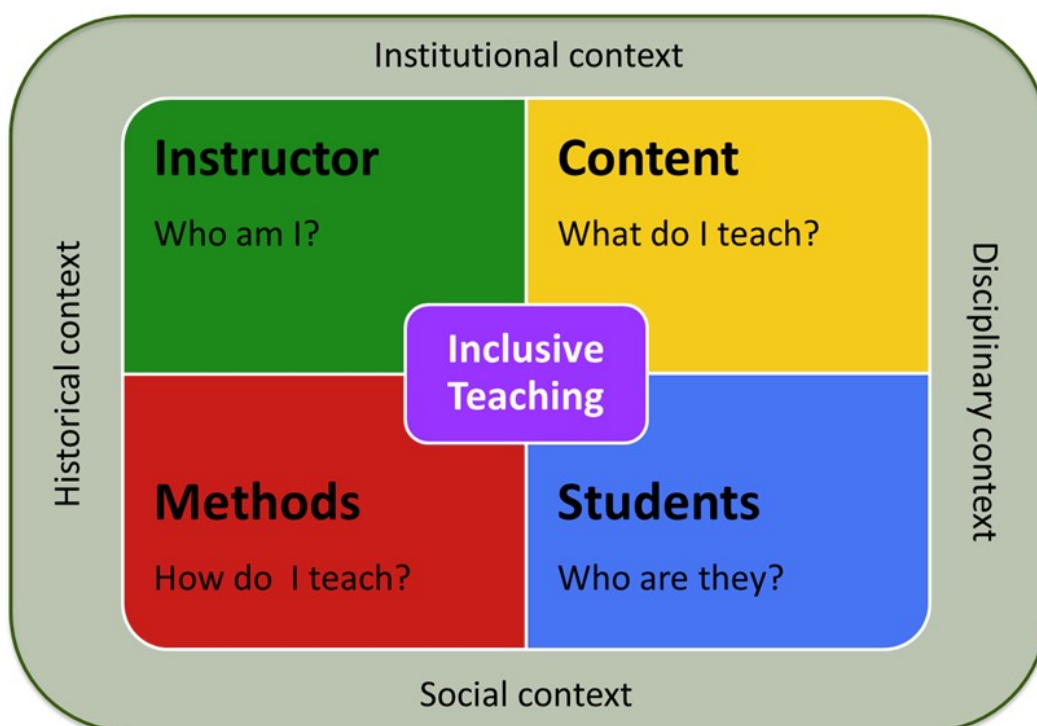 Institutional context
Instructor
Who am I?
Content
What do I teach?
Historical context
Inclusive
Teaching
Disciplinary context
Methods
How do  I teach?
Students
Who are they?
Social context